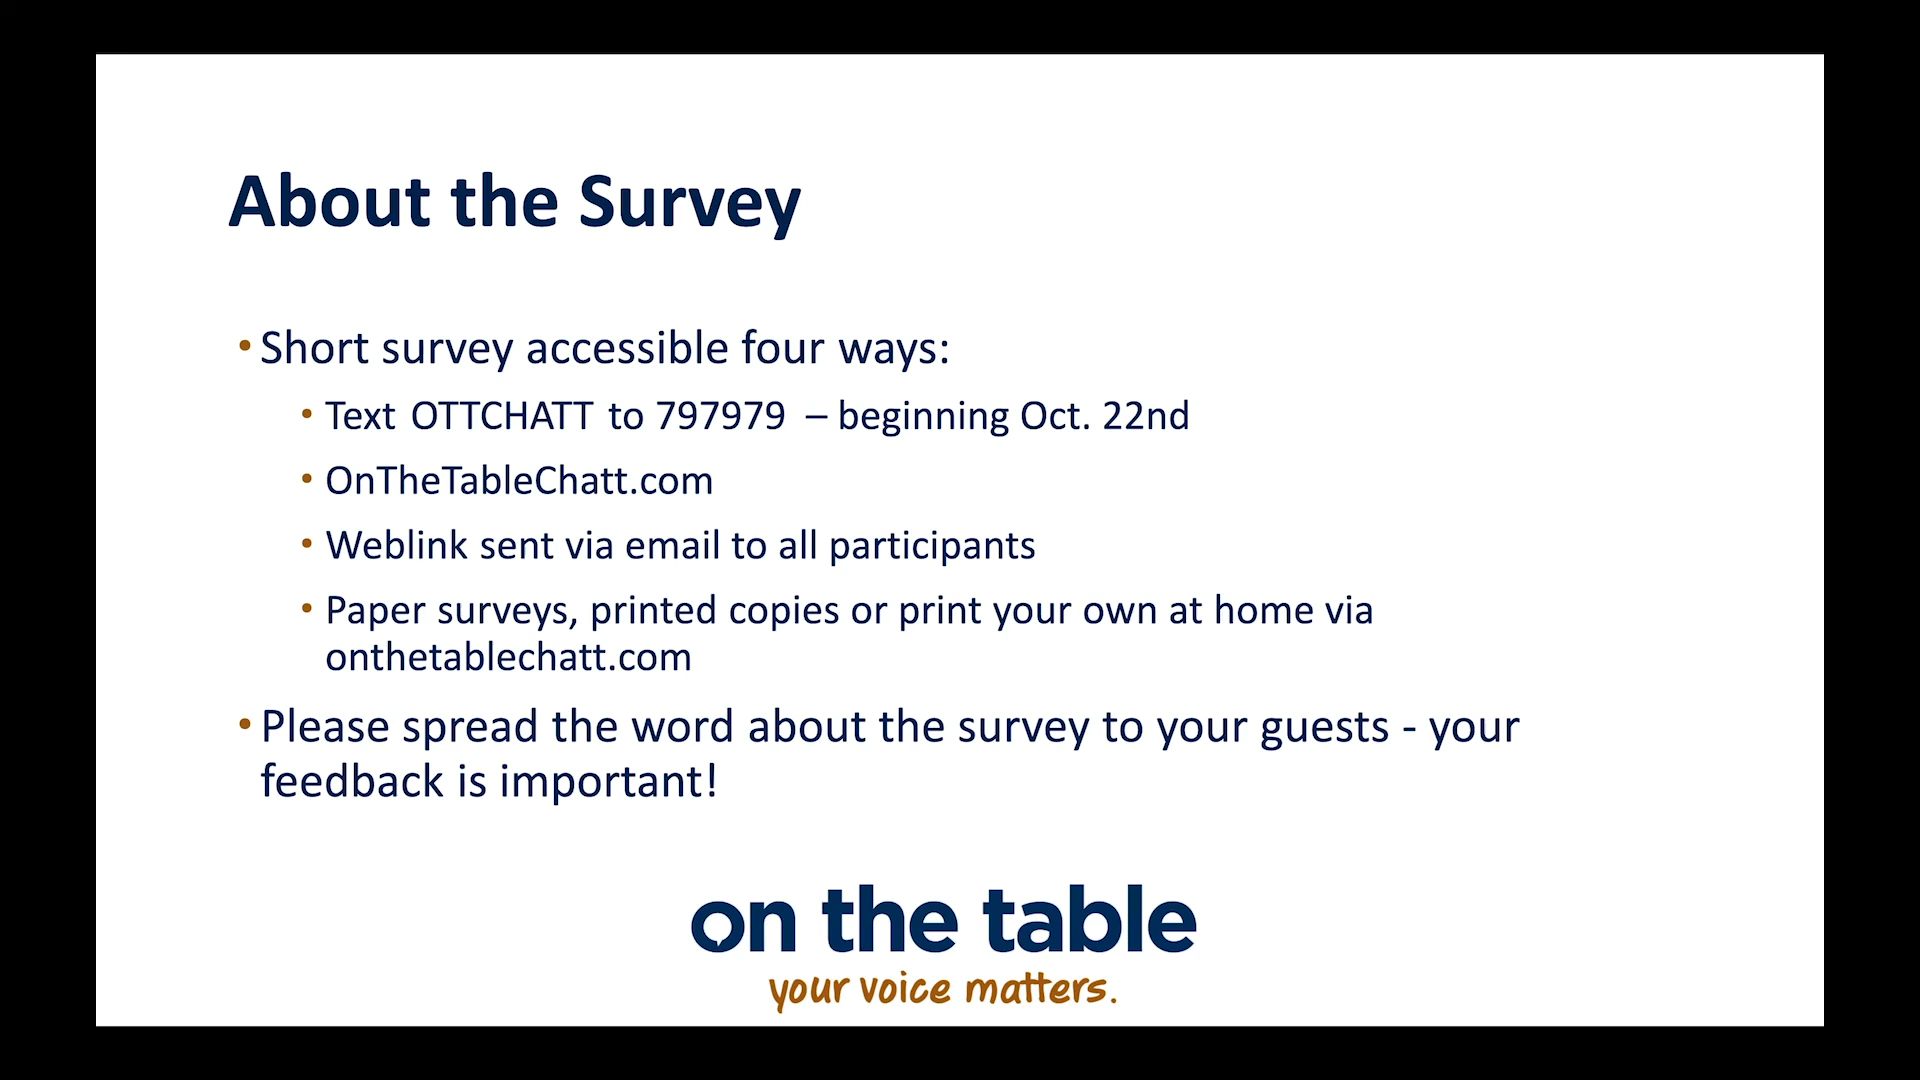 About the Survey
• Short survey accessible four ways:
• Text OTTCHATT to 797979 – beginning Oct. 22nd
• OnTheTableChatt.com
• Weblink sent via email to all participants
• Paper surveys, printed copies or print your own at home via
onthetablechatt.com
• Please spread the word about the survey to your guests - your
feedback is important!
on the table
your voice matters.